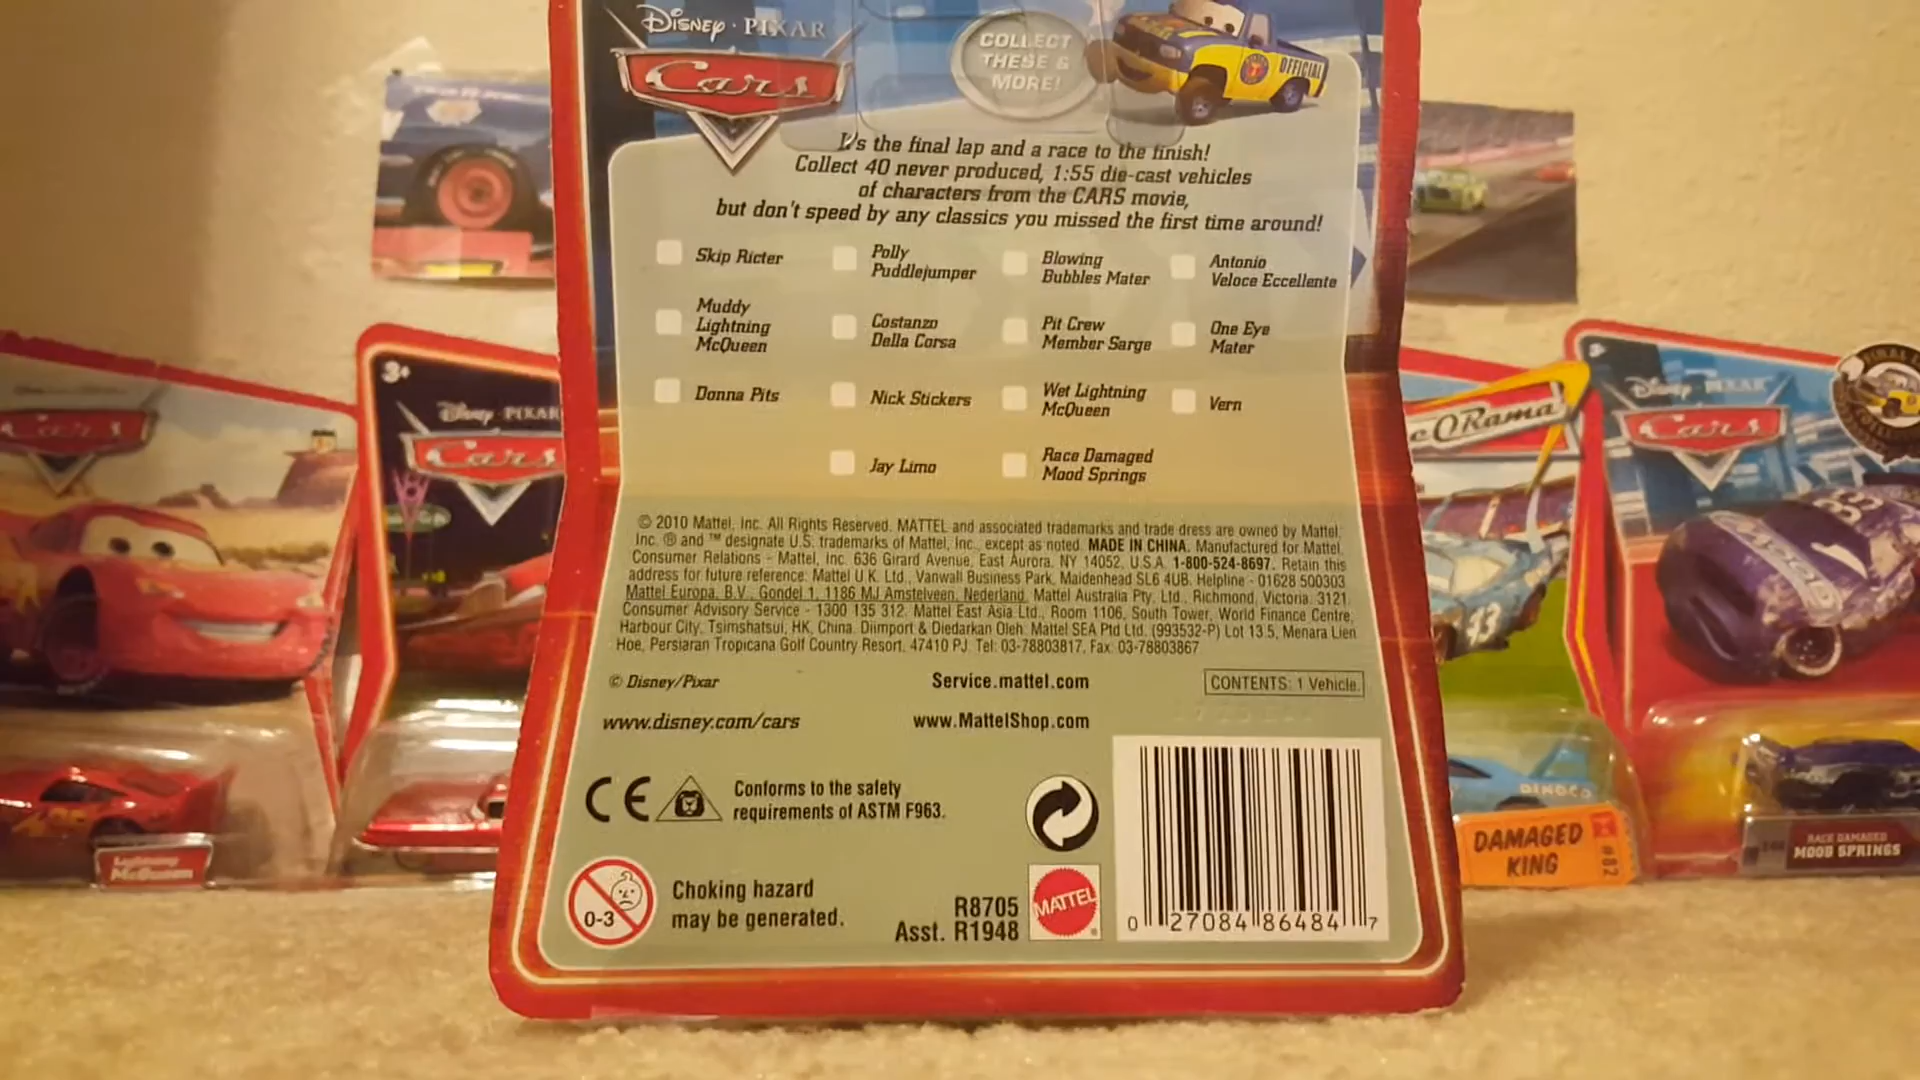 Disney · PIXAR
Cars
COLLECT
THESE &
MORE!
OFFICIAL
It's the final lap and a race to the finish!
Collect 40 never produced, 1:55 die-cast vehicles
of characters from the CARS movie,
but don't speed by any classics you missed the first time around!
Skip Ricter
Polly
Puddlejumper
Blowing
Bubbles Mater
Antonio
Veloce Eccellente
Muddy
Lightning
McQueen
Costanzo
Della Corsa
Pit Crew
Member Sarge
One Eye
Mater
Donna Pits
Nick Stickers
Wet Lightning
McQueen
Vern
Jay Limo
Race Damaged
Mood Springs
© 2010 Mattel, Inc. All Rights Reserved. MATTEL and associated trademarks and trade dress are owned by Mattel,
Inc. ® and ™ designate U.S. trademarks of Mattel, Inc., except as noted. MADE IN CHINA. Manufactured for Mattel.
Consumer Relations - Mattel, Inc. 636 Girard Avenue, East Aurora, NY 14052, U.S.A. 1-800-524-8697. Retain this
address for future reference: Mattel U.K. Ltd., Vanwall Business Park, Maidenhead SL6 4UB. Helpline - 01628 500303
Mattel Europa, B.V., Gondel 1, 1186 MJ Amstelveen, Nederland. Mattel Australia Pty. Ltd., Richmond, Victoria. 3121.
Consumer Advisory Service - 1300 135 312. Mattel East Asia Ltd., Room 1106, South Tower, World Finance Centre,
Harbour City, Tsimshatsui, HK, China. Diimport & Diedarkan Oleh: Mattel SEA Ptd Ltd. (993532-P) Lot 13.5, Menara Lien
Hoe, Persiaran Tropicana Golf Country Resort, 47410 PJ. Tel: 03-78803817, Fax: 03-78803867
© Disney/Pixar
Service.mattel.com
CONTENTS: 1 Vehicle.
www.disney.com/cars
www.MattelShop.com
CE
Conforms to the safety
requirements of ASTM F963.
0-3
Choking hazard
may be generated.
R8705
Asst. R1948
MATTEL
0 27084 86484 7
Cars
Lightning
McQueen
3+
Disney · PIXAR
Cars
c O Rama
43
DINOCO
DAMAGED
KING
#82
Disney · PIXAR
Cars
FINAL
33
RACE DAMAGED
MOOD SPRINGS